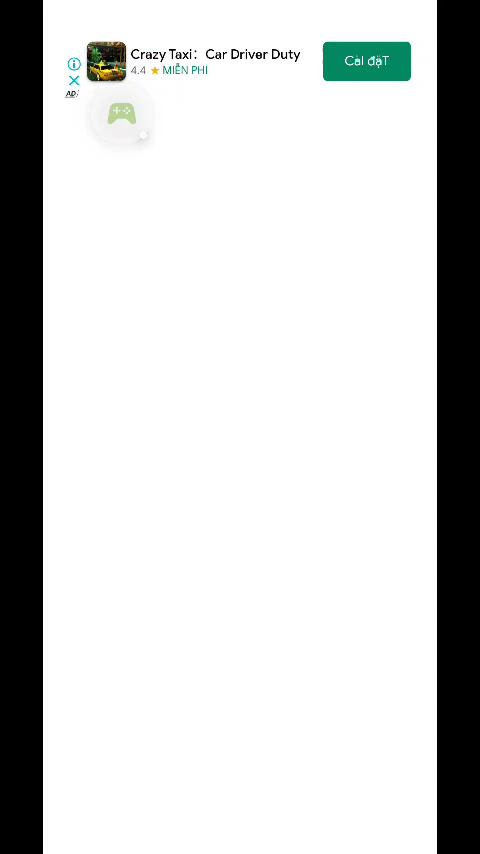 Crazy Taxi： Car Driver Duty
4.4 ★ MIỄN PHÍ
Cài đặT
AD